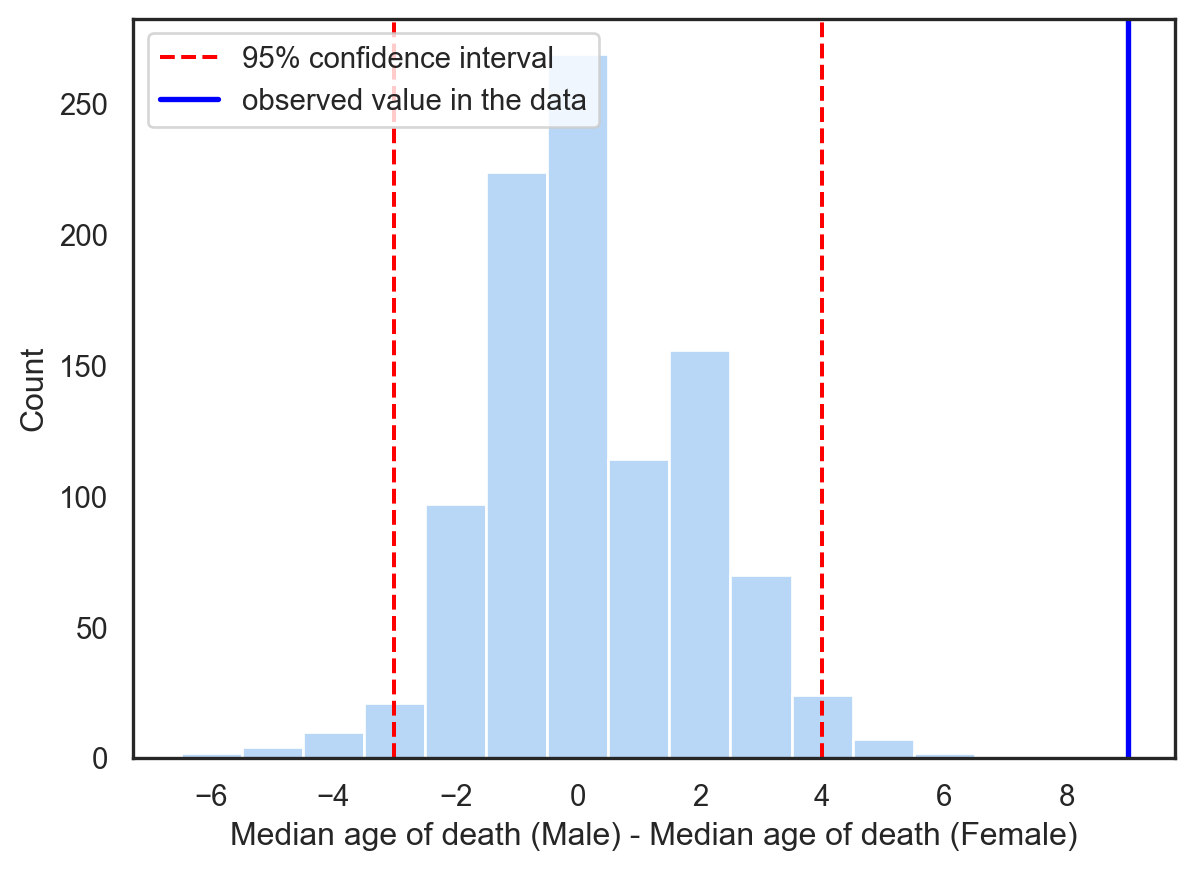 95% confidence interval
observed value in the data
250
200
150
100
50
0
Count
−6 −4 −2 0 2 4 6 8
Median age of death (Male) - Median age of death (Female)